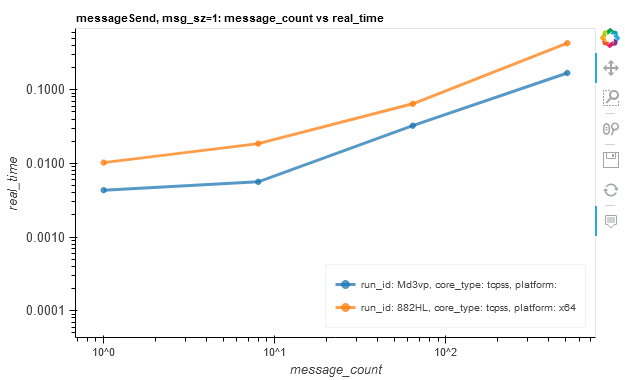 messageSend, msg_sz=1: message_count vs real_time
0.1000
0.0100
0.0010
0.0001
real_time
10^0
10^1
10^2
message_count
run_id: Md3vp, core_type: tcpss, platform:
run_id: 882HL, core_type: tcpss, platform: x64